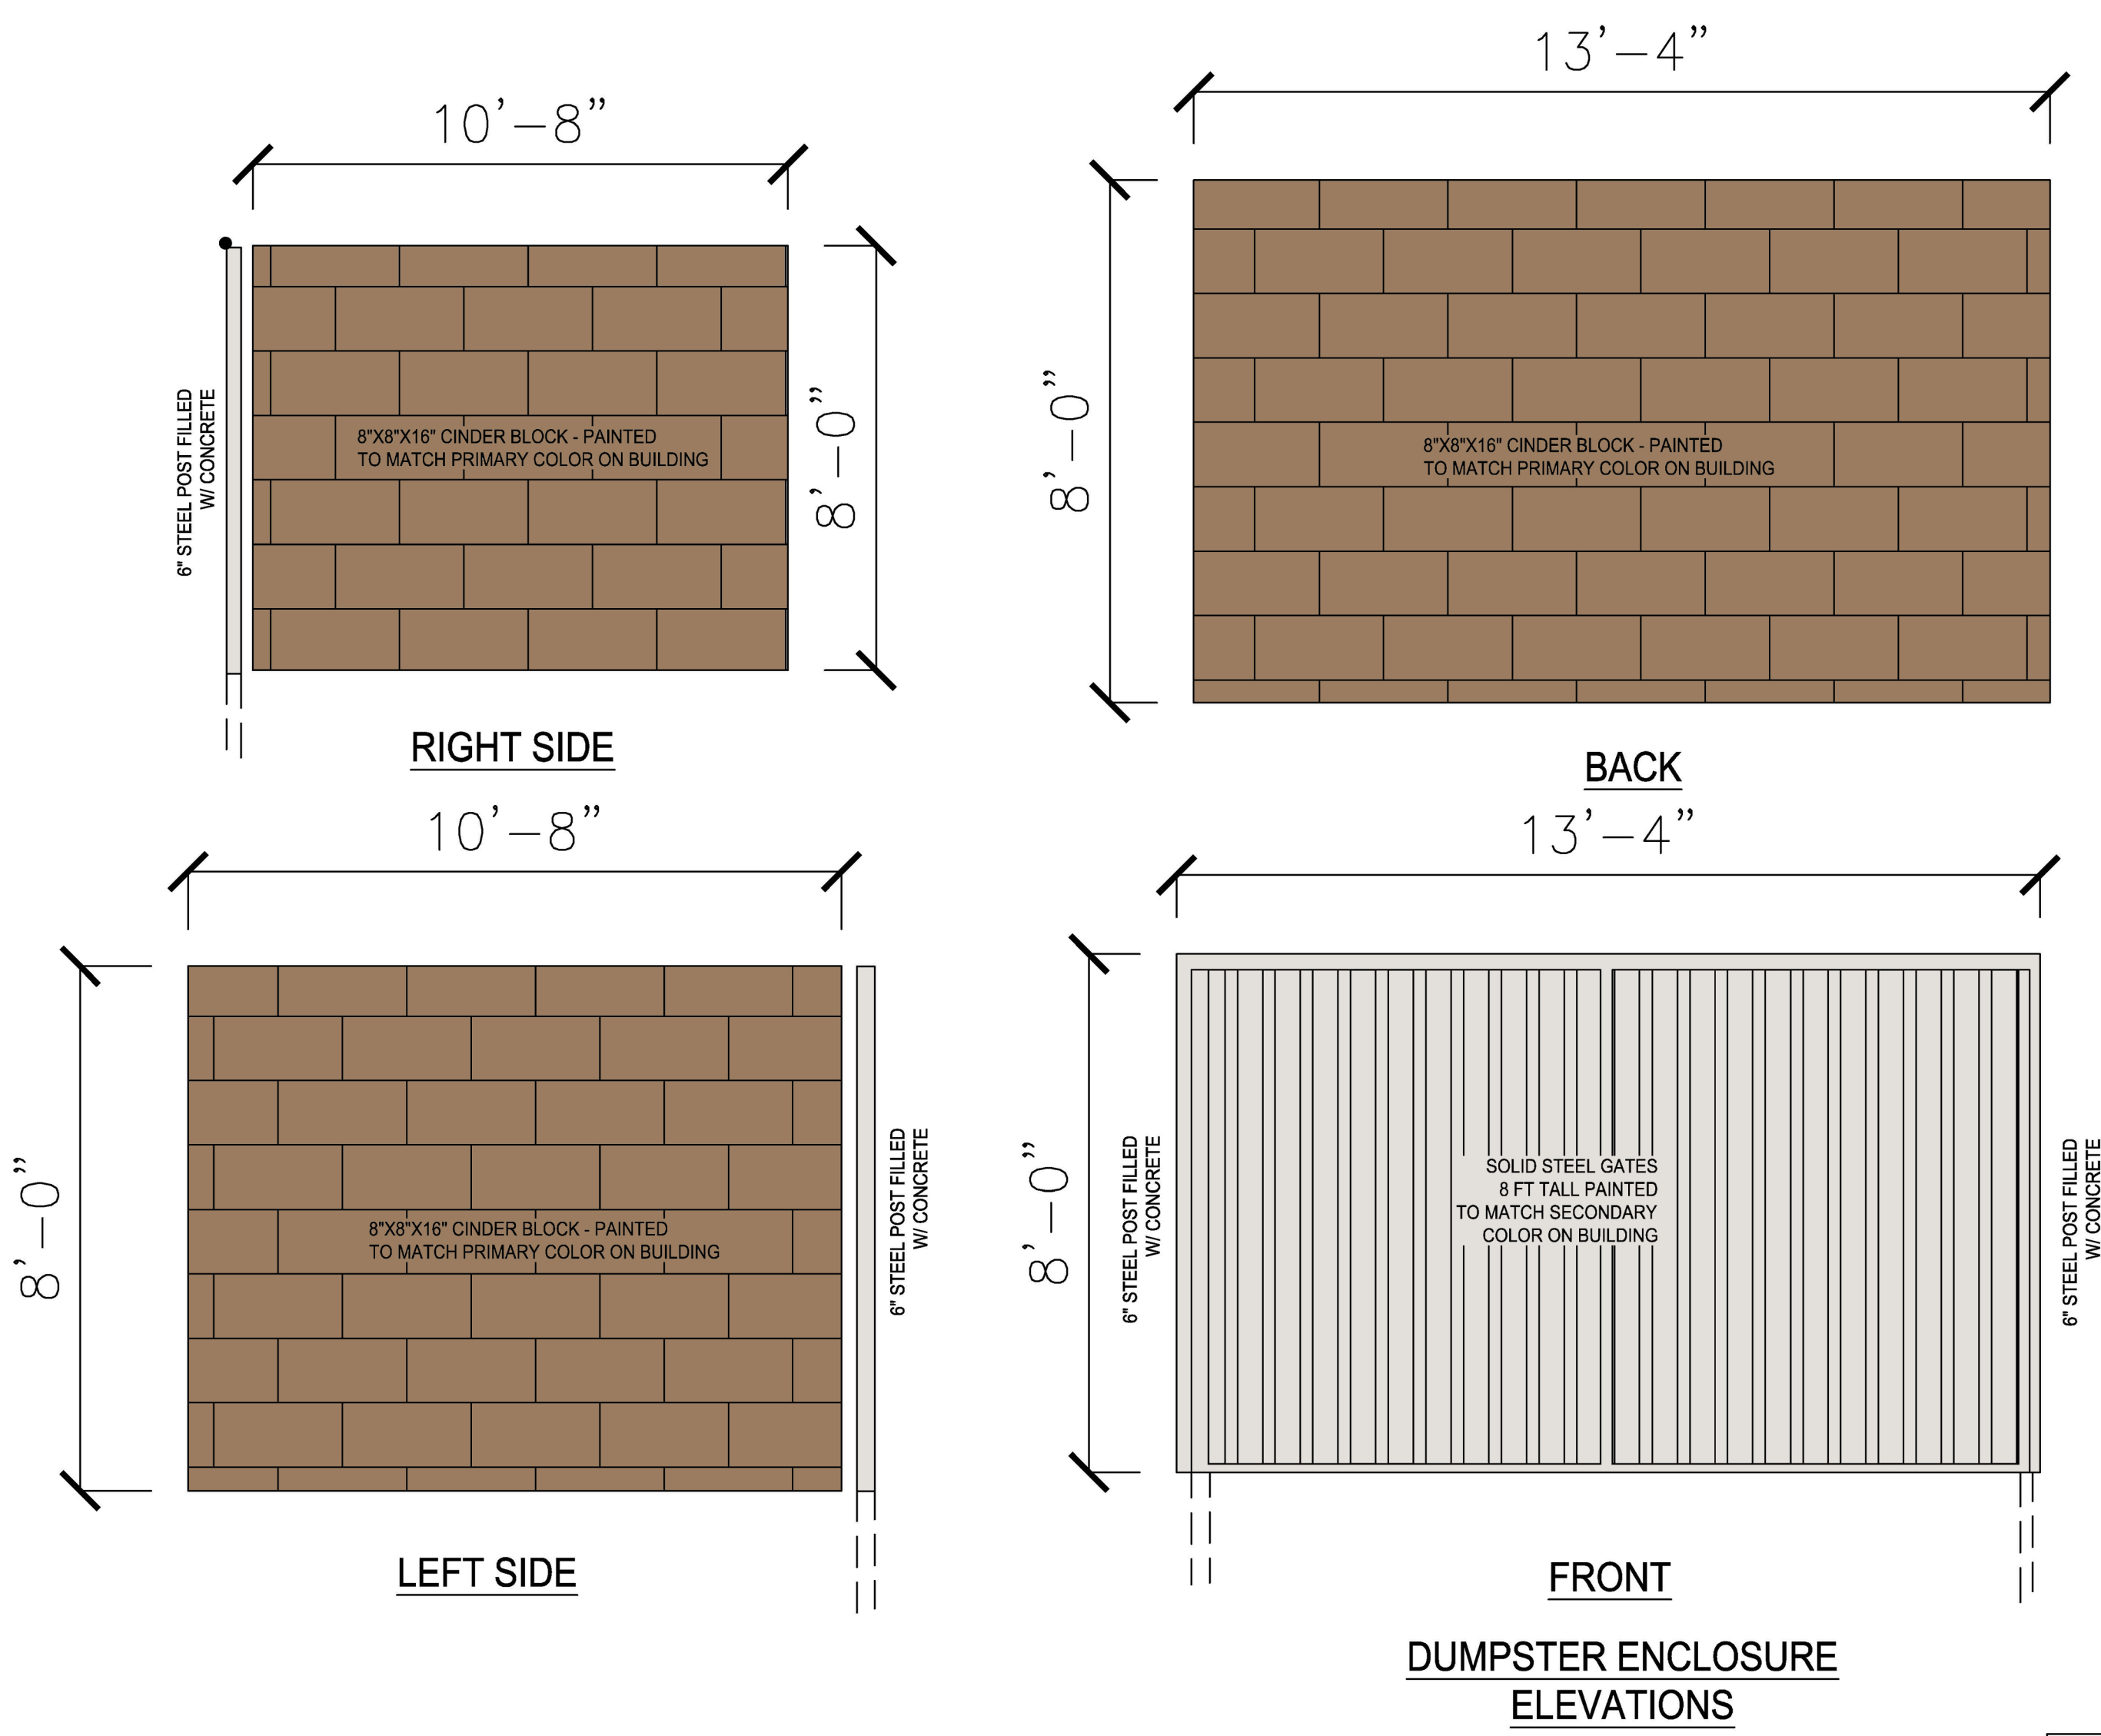 10'-8"
6" STEEL POST FILLED
W/ CONCRETE
8"X8"X16" CINDER BLOCK - PAINTED
TO MATCH PRIMARY COLOR ON BUILDING
8'-0"
RIGHT SIDE
13'-4"
8'-0"
8"X8"X16" CINDER BLOCK - PAINTED
TO MATCH PRIMARY COLOR ON BUILDING
BACK
10'-8"
8'-0"
8"X8"X16" CINDER BLOCK - PAINTED
TO MATCH PRIMARY COLOR ON BUILDING
6" STEEL POST FILLED
W/ CONCRETE
LEFT SIDE
13'-4"
8'-0"
6" STEEL POST FILLED
W/ CONCRETE
SOLID STEEL GATES
8 FT TALL PAINTED
TO MATCH SECONDARY
COLOR ON BUILDING
6" STEEL POST FILLED
W/ CONCRETE
FRONT
DUMPSTER ENCLOSURE
ELEVATIONS